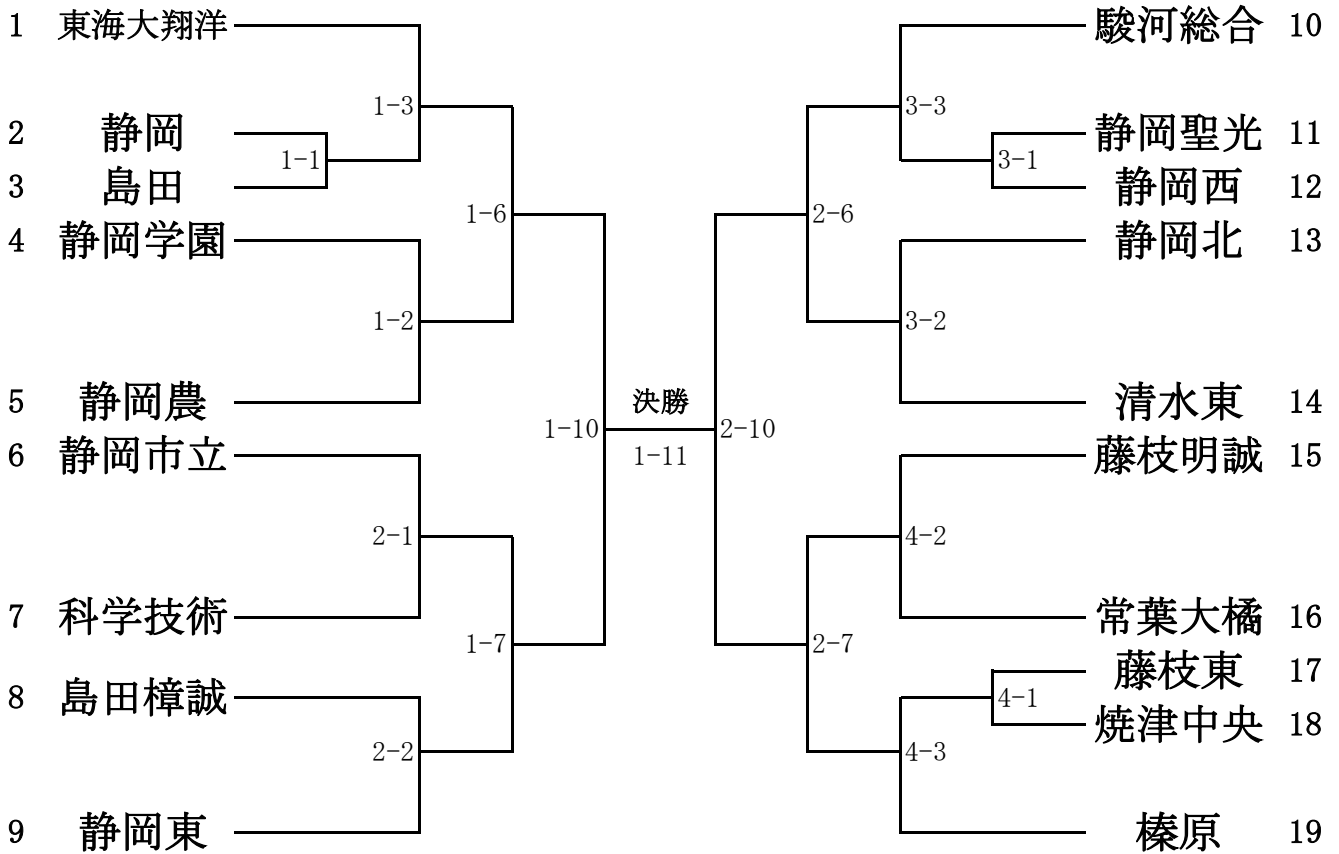 1 東海大翔洋
1-3
2 静岡
1-1
3 島田
1-6
4 静岡学園
1-2
5 静岡農
1-10
6 静岡市立
2-1
7 科学技術
1-7
8 島田樟誠
2-2
9 静岡東
決勝
1-11
駿河総合 10
3-3
静岡聖光 11
3-1
静岡西 12
2-6
静岡北 13
3-2
清水東 14
2-10
藤枝明誠 15
4-2
常葉大橘 16
2-7
藤枝東 17
4-1
焼津中央 18
4-3
榛原 19